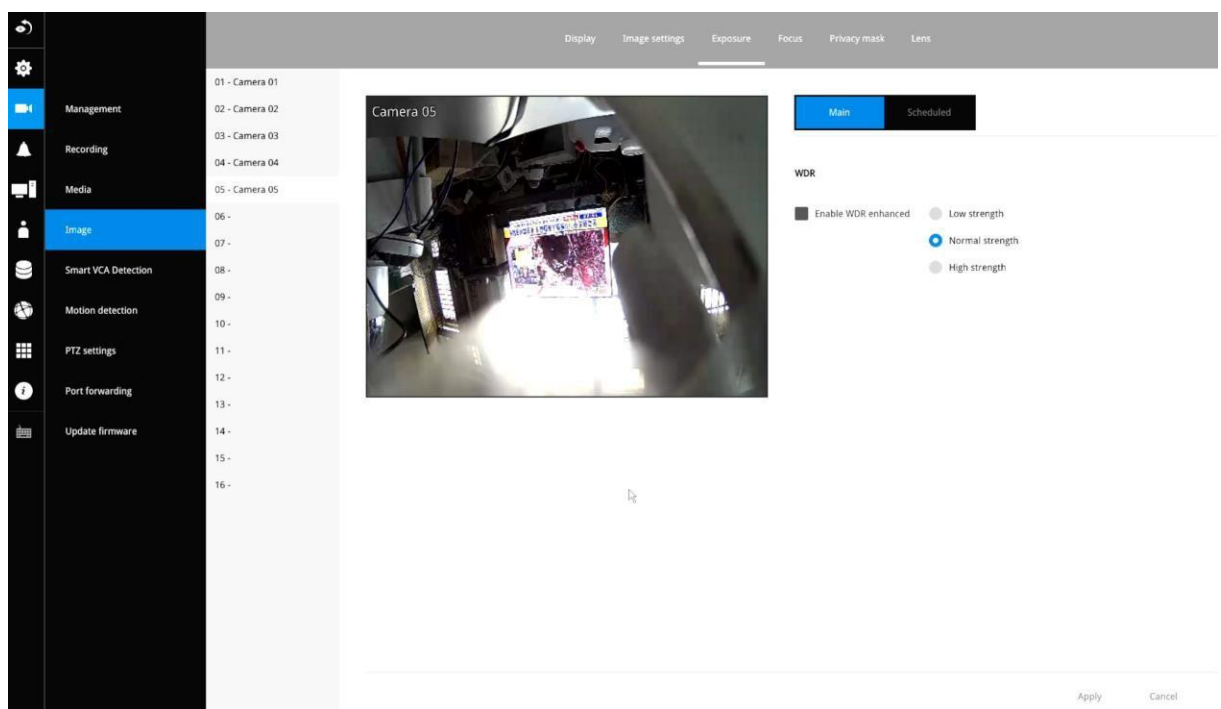 Display Image settings Exposure Focus Privacy mask Lens
Management
Recording
Media
Image
Smart VCA Detection
Motion detection
PTZ settings
Port forwarding
Update firmware
01 - Camera 01
02 - Camera 02
03 - Camera 03
04 - Camera 04
05 - Camera 05
06 -
07 -
08 -
09 -
10 -
11 -
12 -
13 -
14 -
15 -
16 -
Camera 05
Main Scheduled
WDR
Enable WDR enhanced
Low strength
Normal strength
High strength
Apply Cancel